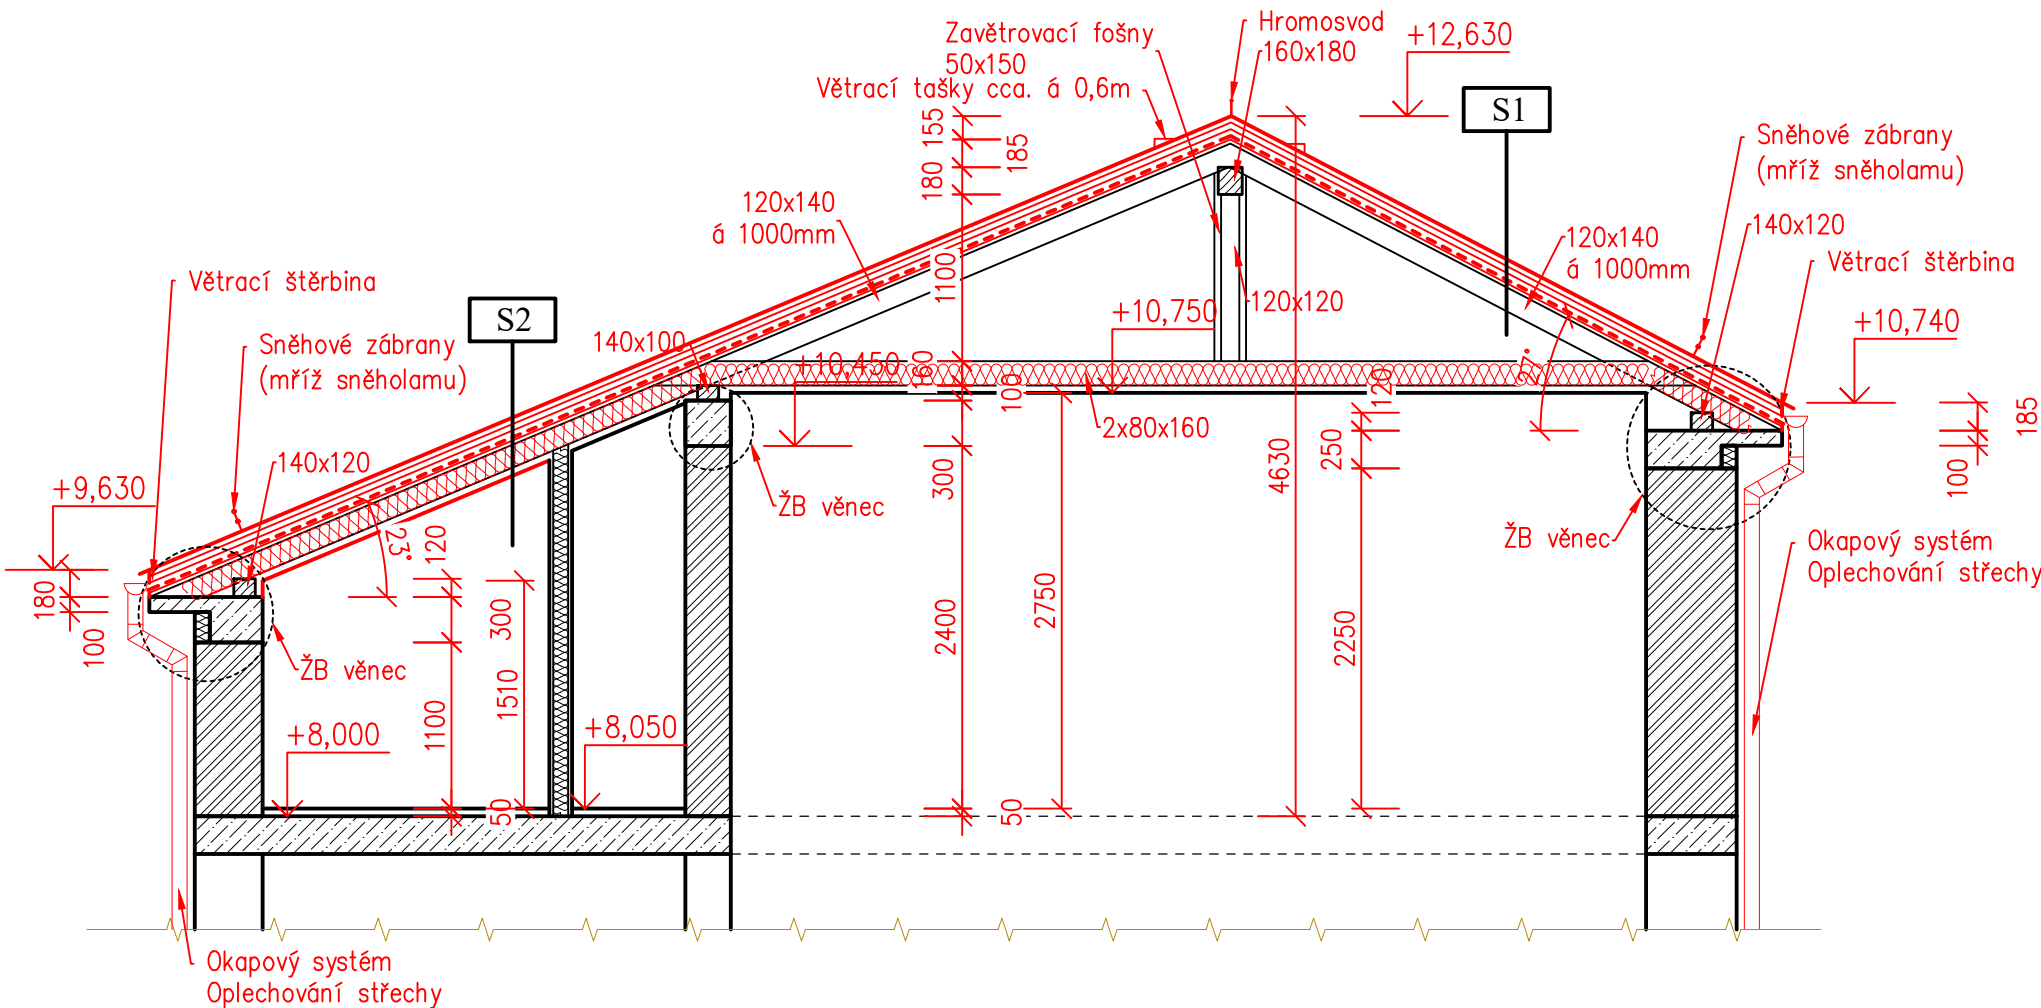 Zavětrovací fošny
50x150
Větrací tašky cca. á 0,6m
Hromosvod
160x180
+12,630
S1
Sněhové zábrany
(mříž sněholamu)
140x120
Větrací štěrbina
+10,740
155
185
180
120x140
á 1000mm
1100
+10,750
120x120
120x140
á 1000mm
27°
Větrací štěrbina
S2
Sněhové zábrany
(mříž sněholamu)
140x100
+10,450
160
100
120
2x80x160
185
100
140x120
+9,630
23°
120
300
ŽB věnec
4630
250
ŽB věnec
Okapový systém
Oplechování střechy
180
100
ŽB věnec
300
1510
1100
2400
2750
2250
+8,000
+8,050
50
50
Okapový systém
Oplechování střechy